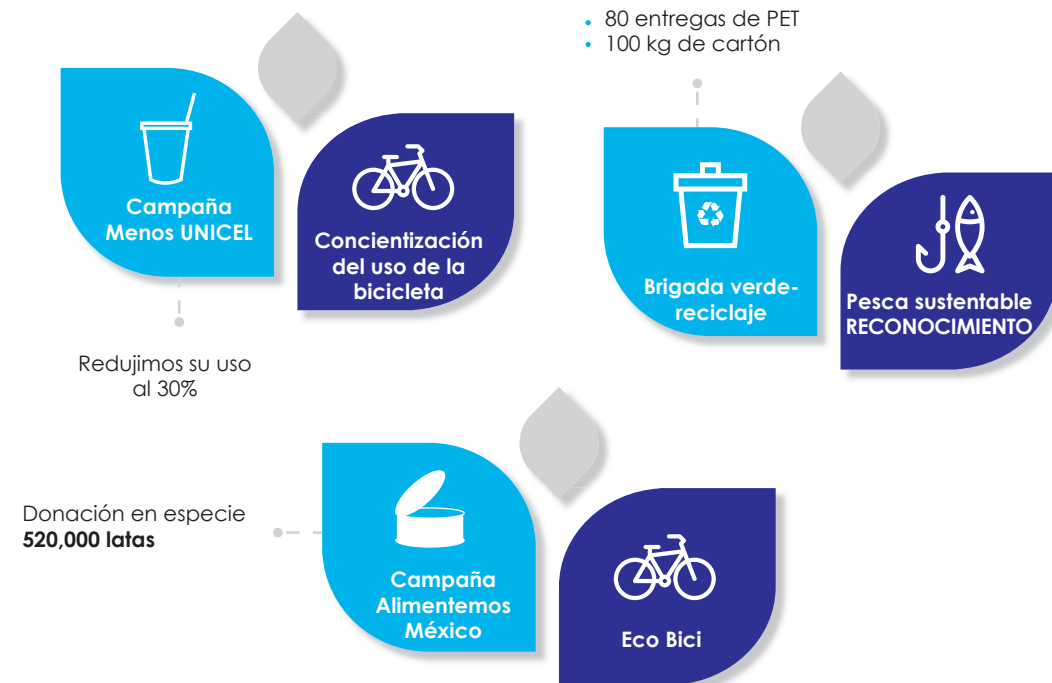 80 entregas de PET
100 kg de cartón
Campaña
Menos UNICEL
Concientización
del uso de la
bicicleta
Redujimos su uso
al 30%
Brigada verde-
reciclaje
Pesca sustentable
RECONOCIMIENTO
Donación en especie
520,000 latas
Campaña
Alimentemos
México
Eco Bici